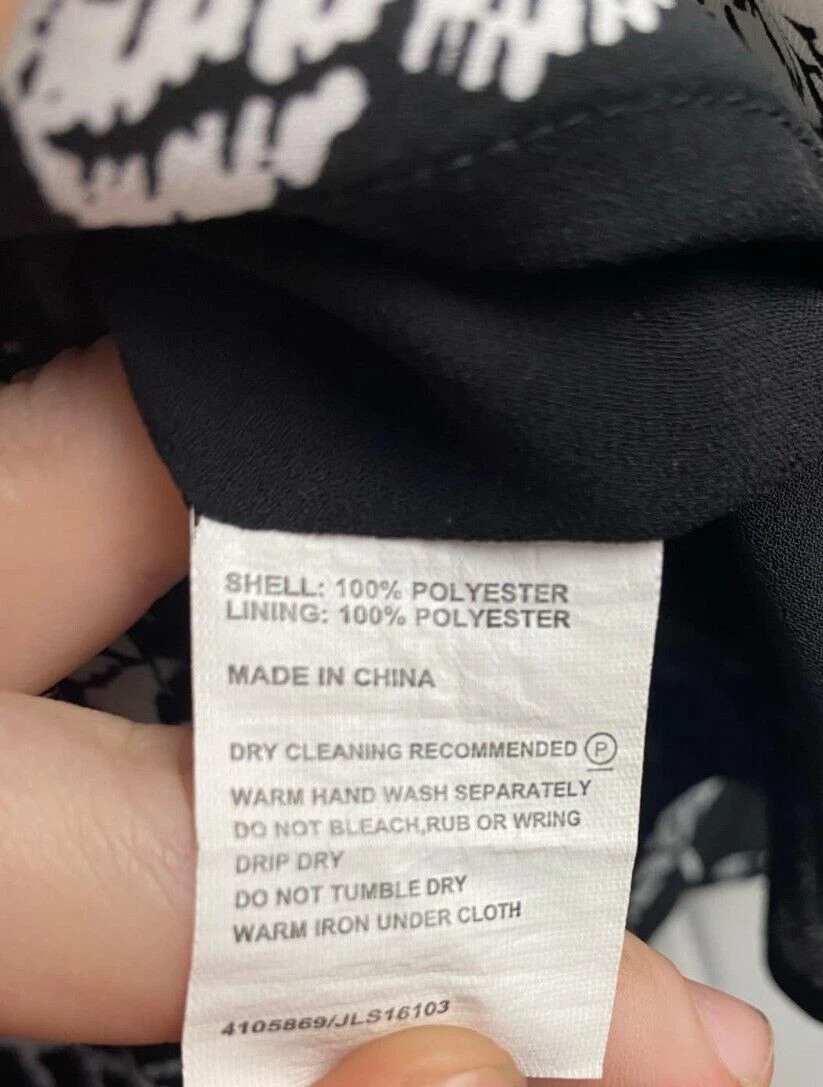 SHELL: 100% POLYESTER
LINING: 100% POLYESTER
MADE IN CHINA
DRY CLEANING RECOMMENDED P
WARM HAND WASH SEPARATELY
DO NOT BLEACH,RUB OR WRING
DRIP DRY
DO NOT TUMBLE DRY
WARM IRON UNDER CLOTH
4105869/JLS16103